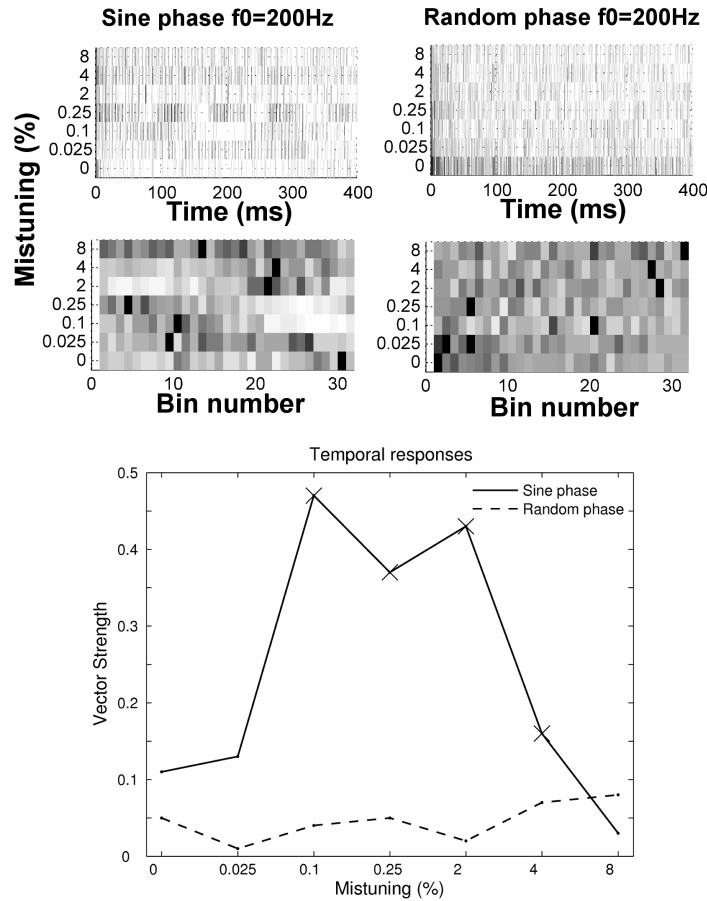 Sine phase f0=200Hz
Random phase f0=200Hz
Mistuning (%)
8
4
2
0.25
0.1
0.025
0
0 100 200 300 400
Time (ms)
8
4
2
0.25
0.1
0.025
0
0 100 200 300 400
Time (ms)
8
4
2
0.25
0.1
0.025
0
0 10 20 30
Bin number
8
4
2
0.25
0.1
0.025
0
0 10 20 30
Bin number
Temporal responses
Sine phase
Random phase
Vector Strength
0.5
0.4
0.3
0.2
0.1
0
0 0.025 0.1 0.25 2 4 8
Mistuning (%)